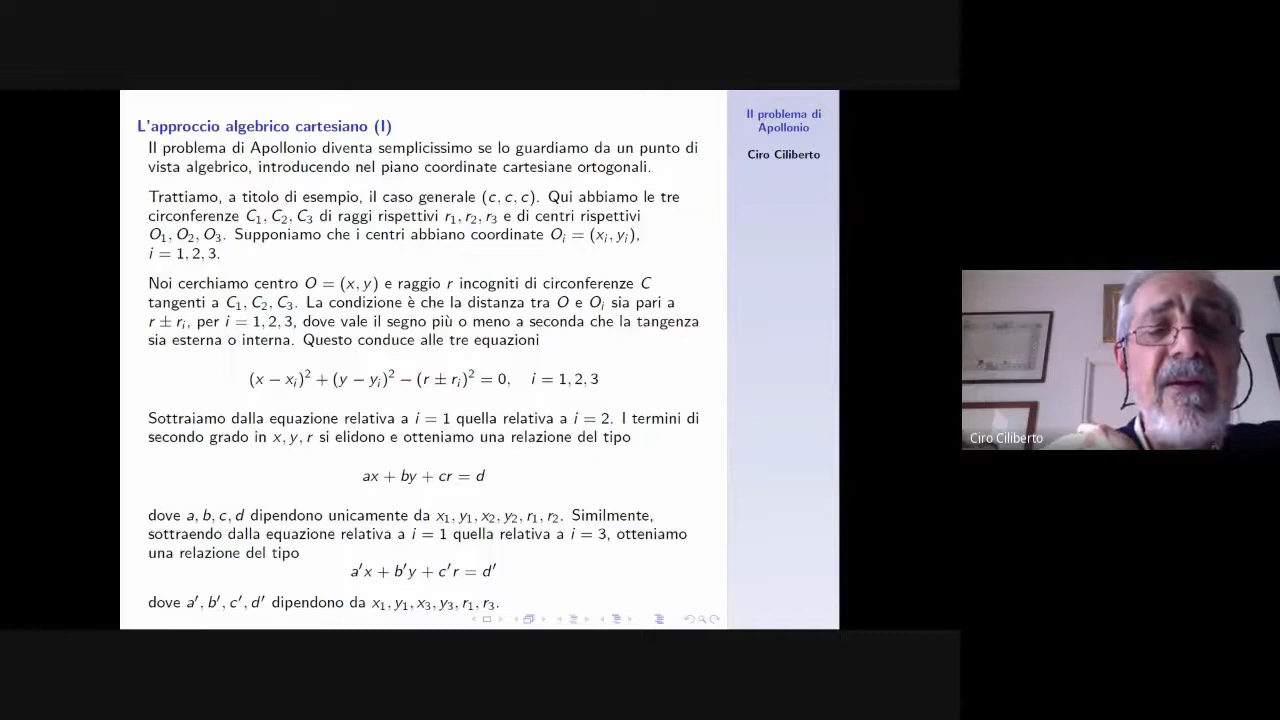 L'approccio algebrico cartesiano (I)
Il problema di Apollonio diventa semplicissimo se lo guardiamo da un punto di
vista algebrico, introducendo nel piano coordinate cartesiane ortogonali.
Trattiamo, a titolo di esempio, il caso generale (c, c, c). Qui abbiamo le tre
circonferenze C₁, C₂, C₃ di raggi rispettivi r₁, r₂, r₃ e di centri rispettivi
O₁, O₂, O₃. Supponiamo che i centri abbiano coordinate Oᵢ = (xᵢ, yᵢ),
i = 1, 2, 3.
Noi cerchiamo centro O = (x, y) e raggio r incogniti di circonferenze C
tangenti a C₁, C₂, C₃. La condizione è che la distanza tra O e Oᵢ sia pari a
r ± rᵢ, per i = 1, 2, 3, dove vale il segno più o meno a seconda che la tangenza
sia esterna o interna. Questo conduce alle tre equazioni
(x − xᵢ)² + (y − yᵢ)² − (r ± rᵢ)² = 0, i = 1, 2, 3
Sottraiamo dalla equazione relativa a i = 1 quella relativa a i = 2. I termini di
secondo grado in x, y, r si elidono e otteniamo una relazione del tipo
ax + by + cr = d
dove a, b, c, d dipendono unicamente da x₁, y₁, x₂, y₂, r₁, r₂. Similmente,
sottraendo dalla equazione relativa a i = 1 quella relativa a i = 3, otteniamo
una relazione del tipo
a′x + b′y + c′r = d′
dove a′, b′, c′, d′ dipendono da x₁, y₁, x₃, y₃, r₁, r₃.
Il problema di
Apollonio
Ciro Ciliberto
Ciro Ciliberto